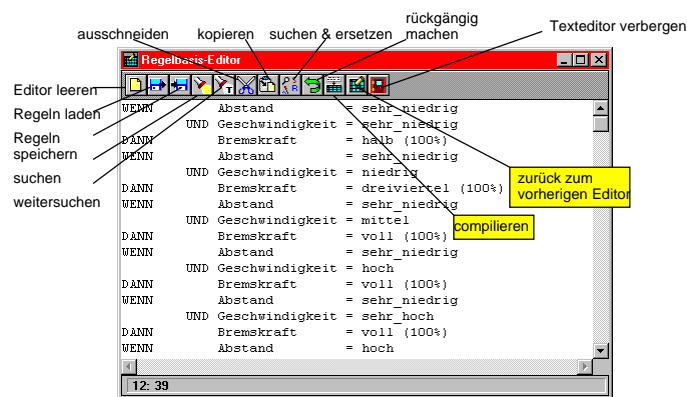 rückgängig
ausschneiden kopieren suchen & ersetzen machen Texteditor verbergen
Regelbasis-Editor
Editor leeren
Regeln laden
Regeln
speichern
suchen
weitersuchen
WENN Abstand = sehr_niedrig
UND Geschwindigkeit = sehr_niedrig
DANN Bremskraft = halb (100%)
WENN Abstand = sehr_niedrig
UND Geschwindigkeit = niedrig
DANN Bremskraft = dreiviertel (100%)
WENN Abstand = sehr_niedrig
UND Geschwindigkeit = mittel
DANN Bremskraft = voll (100%)
WENN Abstand = sehr_niedrig
UND Geschwindigkeit = hoch
DANN Bremskraft = voll (100%)
WENN Abstand = sehr_niedrig
UND Geschwindigkeit = sehr_hoch
DANN Bremskraft = voll (100%)
WENN Abstand = hoch
zurück zum
vorherigen Editor
compilieren
12: 39